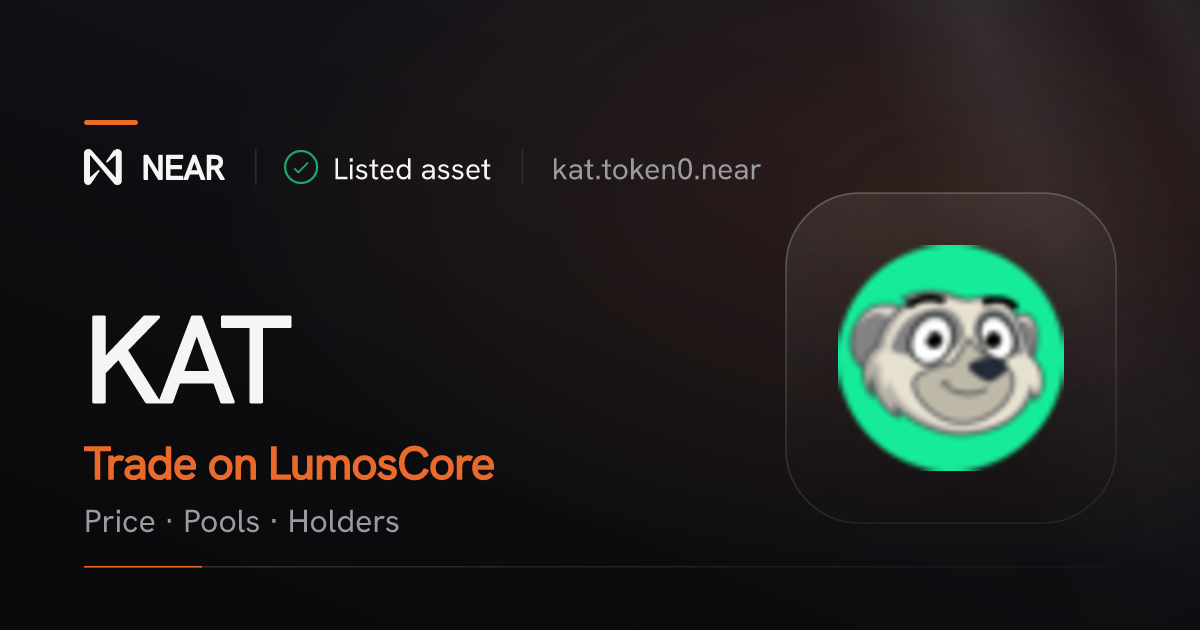 NEAR Listed asset kat.token0.near
KAT
Trade on LumosCore
Price · Pools · Holders